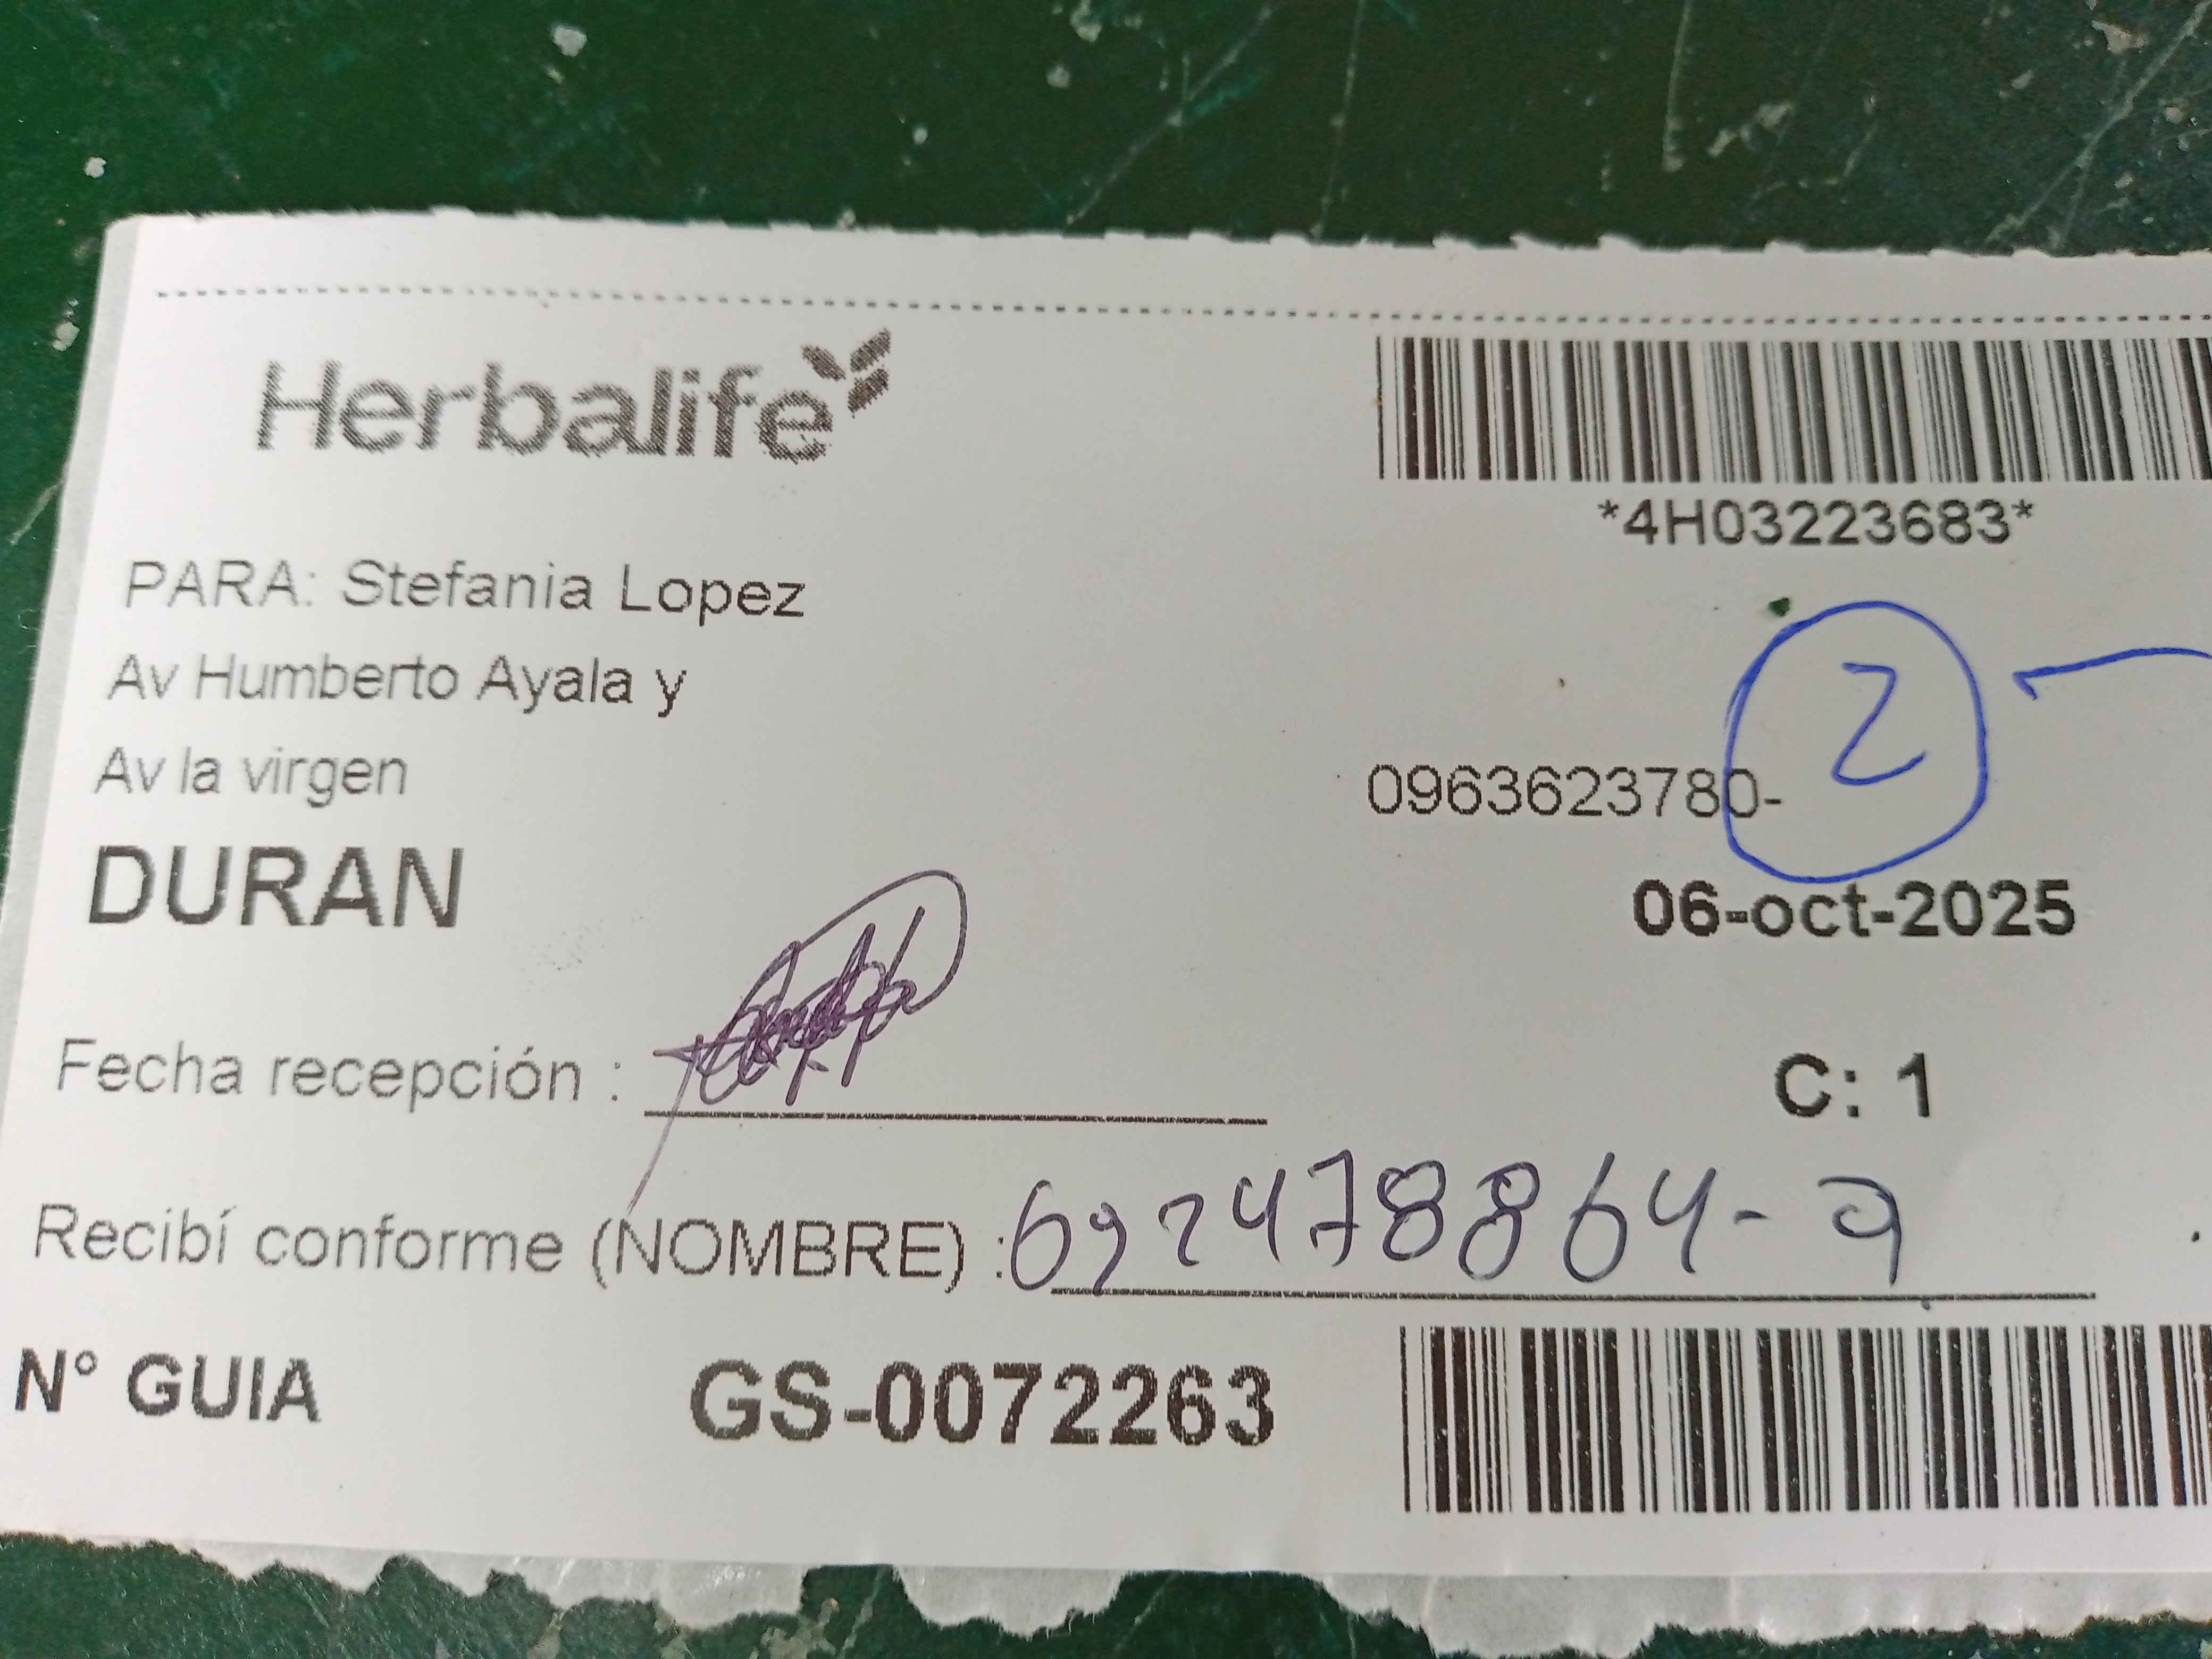 Herbalife
*4H03223683*
PARA: Stefania Lopez
2
Av Humberto Ayala y
Av la virgen
0963623780-
DURAN
06-oct-2025
Fecha recepción :
C: 1
Recibí conforme (NOMBRE) : 092478864-9
N° GUIA GS-0072263